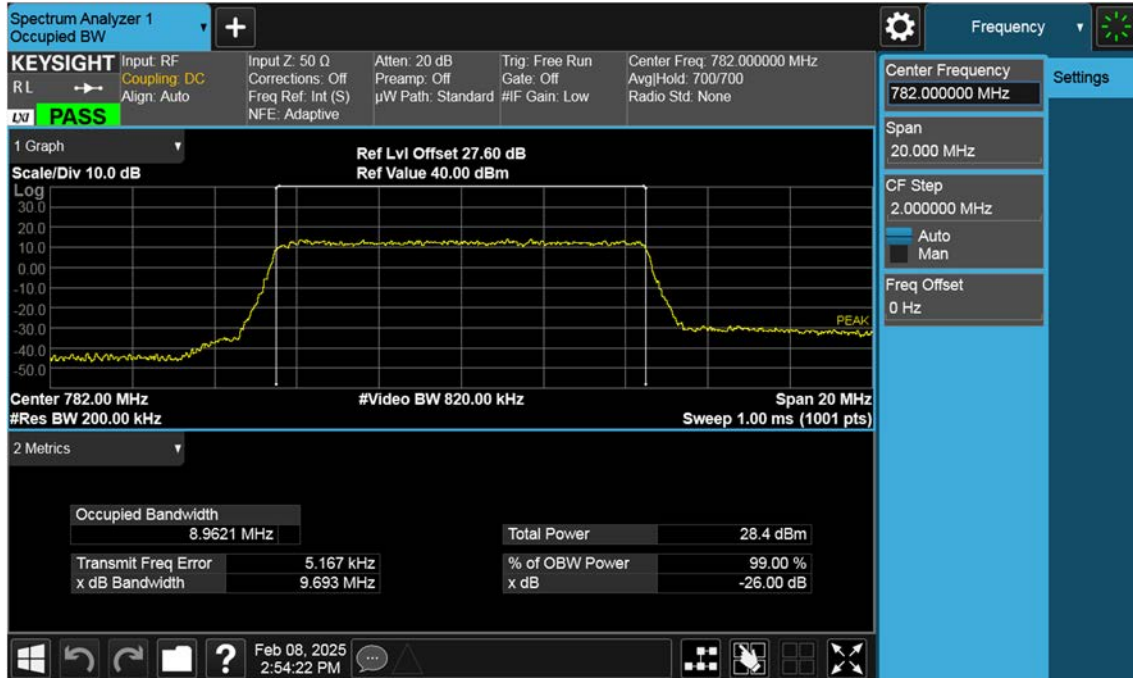 Spectrum Analyzer 1
Occupied BW
Frequency
KEYSIGHT
R L
LXI PASS
Input: RF
Coupling: DC
Align: Auto
Input Z: 50 Ω
Corrections: Off
Freq Ref: Int (S)
NFE: Adaptive
Atten: 20 dB
Preamp: Off
µW Path: Standard
Trig: Free Run
Gate: Off
#IF Gain: Low
Center Freq: 782.000000 MHz
Avg|Hold: 700/700
Radio Std: None
Center Frequency
782.000000 MHz
Settings
Span
20.000 MHz
CF Step
2.000000 MHz
Auto
Man
Freq Offset
0 Hz
1 Graph
Scale/Div 10.0 dB
Ref Lvl Offset 27.60 dB
Ref Value 40.00 dBm
Log
30.0
20.0
10.0
0.00
-10.0
-20.0
-30.0
-40.0
-50.0
PEAK
Center 782.00 MHz
#Video BW 820.00 kHz
Span 20 MHz
#Res BW 200.00 kHz
Sweep 1.00 ms (1001 pts)
2 Metrics
Occupied Bandwidth
8.9621 MHz
Total Power 28.4 dBm
Transmit Freq Error 5.167 kHz
% of OBW Power 99.00 %
x dB Bandwidth 9.693 MHz
x dB -26.00 dB
?
Feb 08, 2025
2:54:22 PM